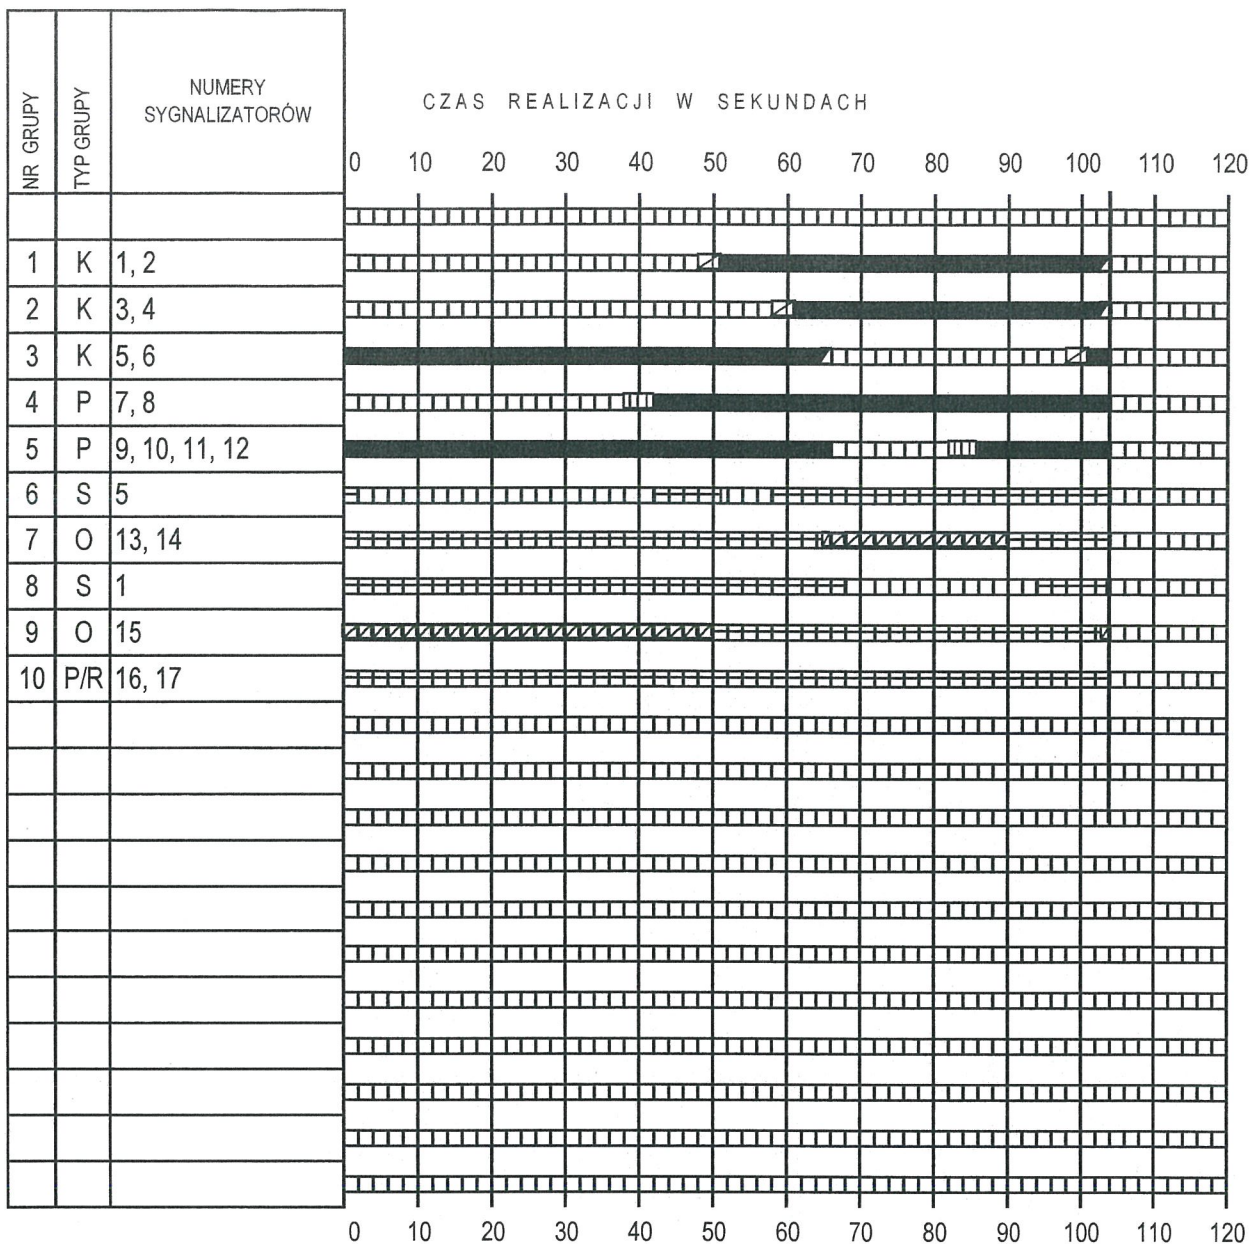 NR GRUPY
TYP GRUPY
NUMERY
SYGNALIZATORÓW
CZAS REALIZACJI W SEKUNDACH
0 10 20 30 40 50 60 70 80 90 100 110 120
1 K 1, 2
2 K 3, 4
3 K 5, 6
4 P 7, 8
5 P 9, 10, 11, 12
6 S 5
7 O 13, 14
8 S 1
9 O 15
10 P/R 16, 17
0 10 20 30 40 50 60 70 80 90 100 110 120